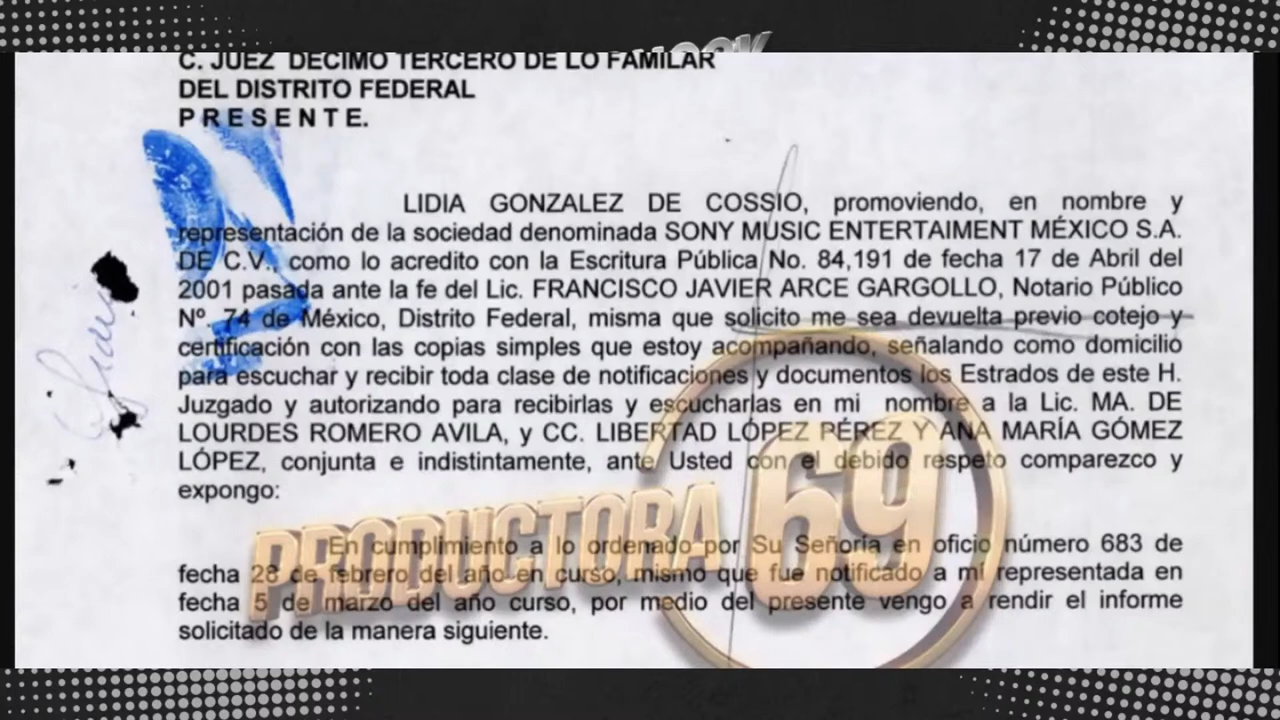 C. JUEZ DECIMO TERCERO DE LO FAMILAR
DEL DISTRITO FEDERAL
P R E S E N T E.
LIDIA GONZALEZ DE COSSIO, promoviendo, en nombre y
representación de la sociedad denominada SONY MUSIC ENTERTAIMENT MÉXICO S.A.
DE C.V., como lo acredito con la Escritura Pública No. 84,191 de fecha 17 de Abril del
2001 pasada ante la fe del Lic. FRANCISCO JAVIER ARCE GARGOLLO, Notario Público
Nº. 74 de México, Distrito Federal, misma que solicito me sea devuelta previo cotejo y
certificación con las copias simples que estoy acompañando, señalando como domicilio
para escuchar y recibir toda clase de notificaciones y documentos los Estrados de este H.
Juzgado y autorizando para recibirlas y escucharlas en mi nombre a la Lic. MA. DE
LOURDES ROMERO AVILA, y CC. LIBERTAD LÓPEZ PÉREZ Y ANA MARÍA GÓMEZ
LÓPEZ, conjunta e indistintamente, ante Usted con el debido respeto comparezco y
expongo:
PRODUCTORA 69
En cumplimiento a lo ordenado por Su Señoría en oficio número 683 de
fecha 28 de febrero del año en curso, mismo que fue notificado a mi representada en
fecha 5 de marzo del año curso, por medio del presente vengo a rendir el informe
solicitado de la manera siguiente.